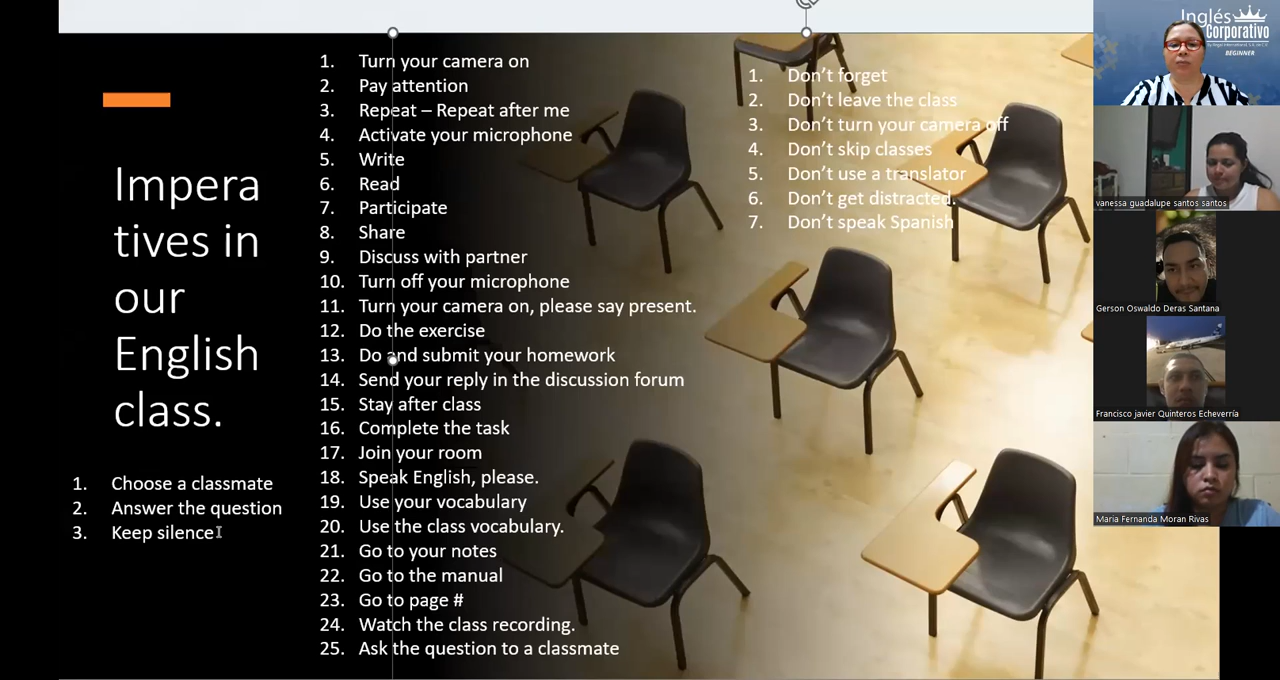 Impera
tives in
our
English
class.
1. Choose a classmate
2. Answer the question
3. Keep silence
1. Turn your camera on
2. Pay attention
3. Repeat – Repeat after me
4. Activate your microphone
5. Write
6. Read
7. Participate
8. Share
9. Discuss with partner
10. Turn off your microphone
11. Turn your camera on, please say present.
12. Do the exercise
13. Do and submit your homework
14. Send your reply in the discussion forum
15. Stay after class
16. Complete the task
17. Join your room
18. Speak English, please.
19. Use your vocabulary
20. Use the class vocabulary.
21. Go to your notes
22. Go to the manual
23. Go to page #
24. Watch the class recording.
25. Ask the question to a classmate
1. Don’t forget
2. Don’t leave the class
3. Don’t turn your camera off
4. Don’t skip classes
5. Don’t use a translator
6. Don’t get distracted.
7. Don’t speak Spanish
Inglés
Corporativo
BEGINNER
vanessa guadalupe santos santos
Gerson Oswaldo Deras Santana
Francisco javier Quinteros Echeverría
Maria Fernanda Moran Rivas